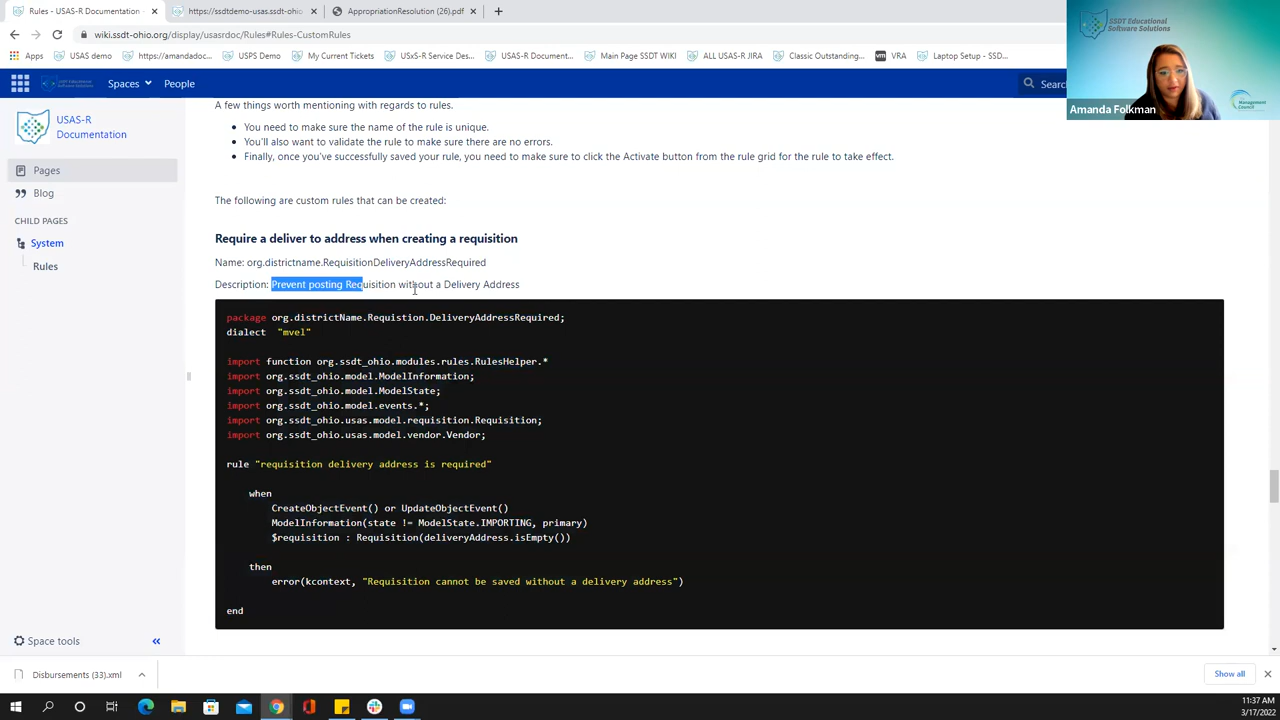 Rules - USAS-R Documentation -
https://ssdtdemo-usas.ssdt-ohio
AppropriationResolution (26).pdf
wiki.ssdt-ohio.org/display/usasrdoc/Rules#Rules-CustomRules
Apps
USAS demo
https://amandadoc...
USPS Demo
My Current Tickets
USxS-R Service Des...
USAS-R Document...
Main Page SSDT WIKI
ALL USAS-R JIRA
Classic Outstanding...
vm VRA
Laptop Setup - SSD...
SSDT Educational
Software Solutions
Management
Council
Amanda Folkman
Spaces
People
Search
USAS-R
Documentation
Pages
Blog
CHILD PAGES
System
Rules
A few things worth mentioning with regards to rules.
You need to make sure the name of the rule is unique.
You'll also want to validate the rule to make sure there are no errors.
Finally, once you've successfully saved your rule, you need to make sure to click the Activate button from the rule grid for the rule to take effect.
The following are custom rules that can be created:
Require a deliver to address when creating a requisition
Name: org.districtname.RequisitionDeliveryAddressRequired
Description: Prevent posting Requisition without a Delivery Address
package org.districtName.Requistion.DeliveryAddressRequired;
dialect "mvel"
import function org.ssdt_ohio.modules.rules.RulesHelper.*
import org.ssdt_ohio.model.ModelInformation;
import org.ssdt_ohio.model.ModelState;
import org.ssdt_ohio.model.events.*;
import org.ssdt_ohio.usas.model.requisition.Requisition;
import org.ssdt_ohio.usas.model.vendor.Vendor;
rule "requisition delivery address is required"
when
CreateObjectEvent() or UpdateObjectEvent()
ModelInformation(state != ModelState.IMPORTING, primary)
$requisition : Requisition(deliveryAddress.isEmpty())
then
error(kcontext, "Requisition cannot be saved without a delivery address")
end
Space tools
Disbursements (33).xml
Show all
11:37 AM
3/17/2022